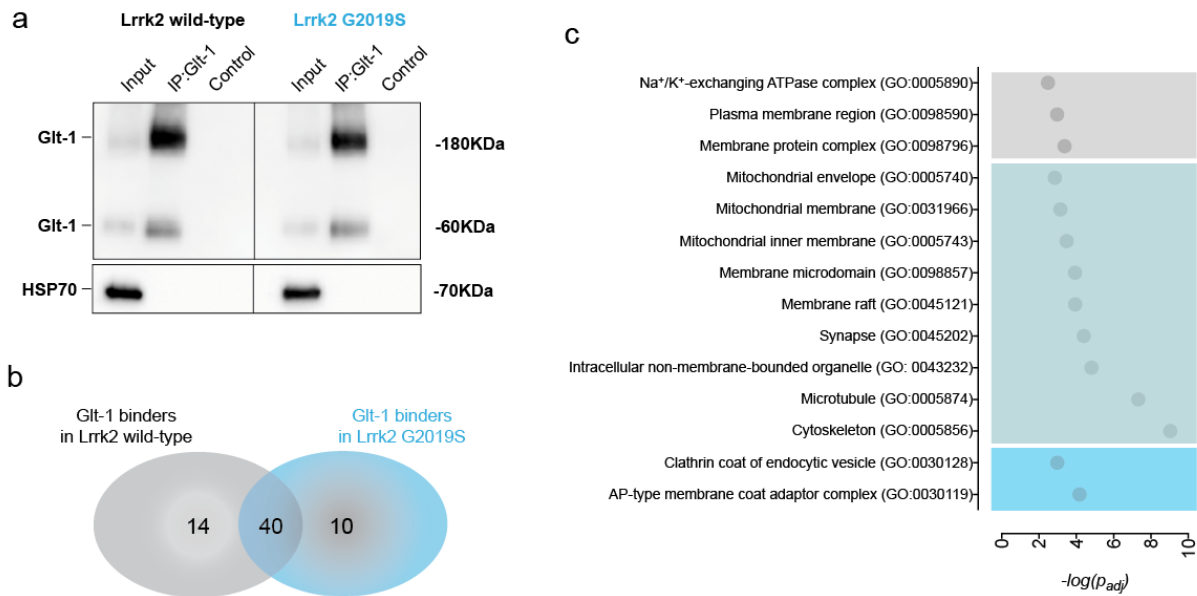 a
Lrrk2 wild-type
Lrrk2 G2019S
Input
IP:Glt-1
Control
Input
IP:Glt-1
Control
Glt-1
-180KDa
Glt-1
-60KDa
HSP70
-70KDa
b
Glt-1 binders
in Lrrk2 wild-type
Glt-1 binders
in Lrrk2 G2019S
14
40
10
c
Na⁺/K⁺-exchanging ATPase complex (GO:0005890)
Plasma membrane region (GO:0098590)
Membrane protein complex (GO:0098796)
Mitochondrial envelope (GO:0005740)
Mitochondrial membrane (GO:0031966)
Mitochondrial inner membrane (GO:0005743)
Membrane microdomain (GO:0098857)
Membrane raft (GO:0045121)
Synapse (GO:0045202)
Intracellular non-membrane-bounded organelle (GO: 0043232)
Microtubule (GO:0005874)
Cytoskeleton (GO:0005856)
Clathrin coat of endocytic vesicle (GO:0030128)
AP-type membrane coat adaptor complex (GO:0030119)
0
2
4
6
8
10
-log(p_adj)